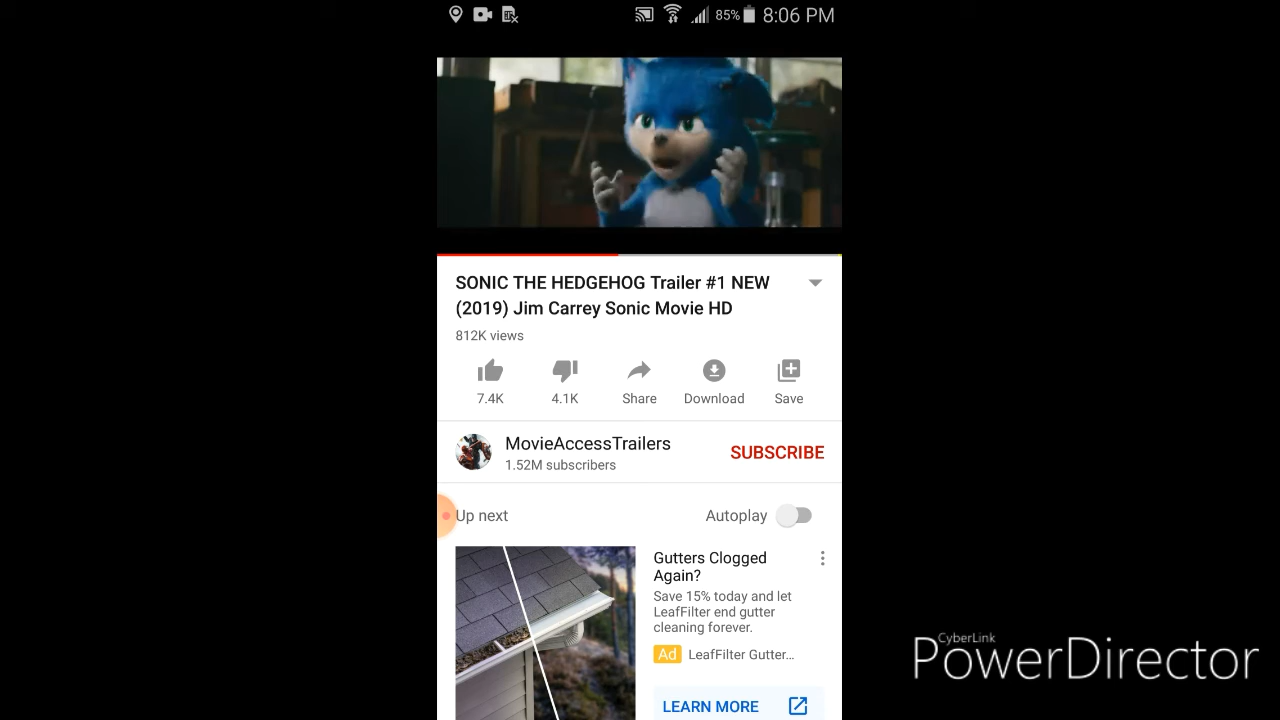 85% 8:06 PM
SONIC THE HEDGEHOG Trailer #1 NEW
(2019) Jim Carrey Sonic Movie HD
812K views
7.4K 4.1K Share Download Save
MovieAccessTrailers
1.52M subscribers
SUBSCRIBE
Up next Autoplay
Gutters Clogged
Again?
Save 15% today and let
LeafFilter end gutter
cleaning forever.
Ad LeafFilter Gutter...
LEARN MORE
CyberLink
PowerDirector